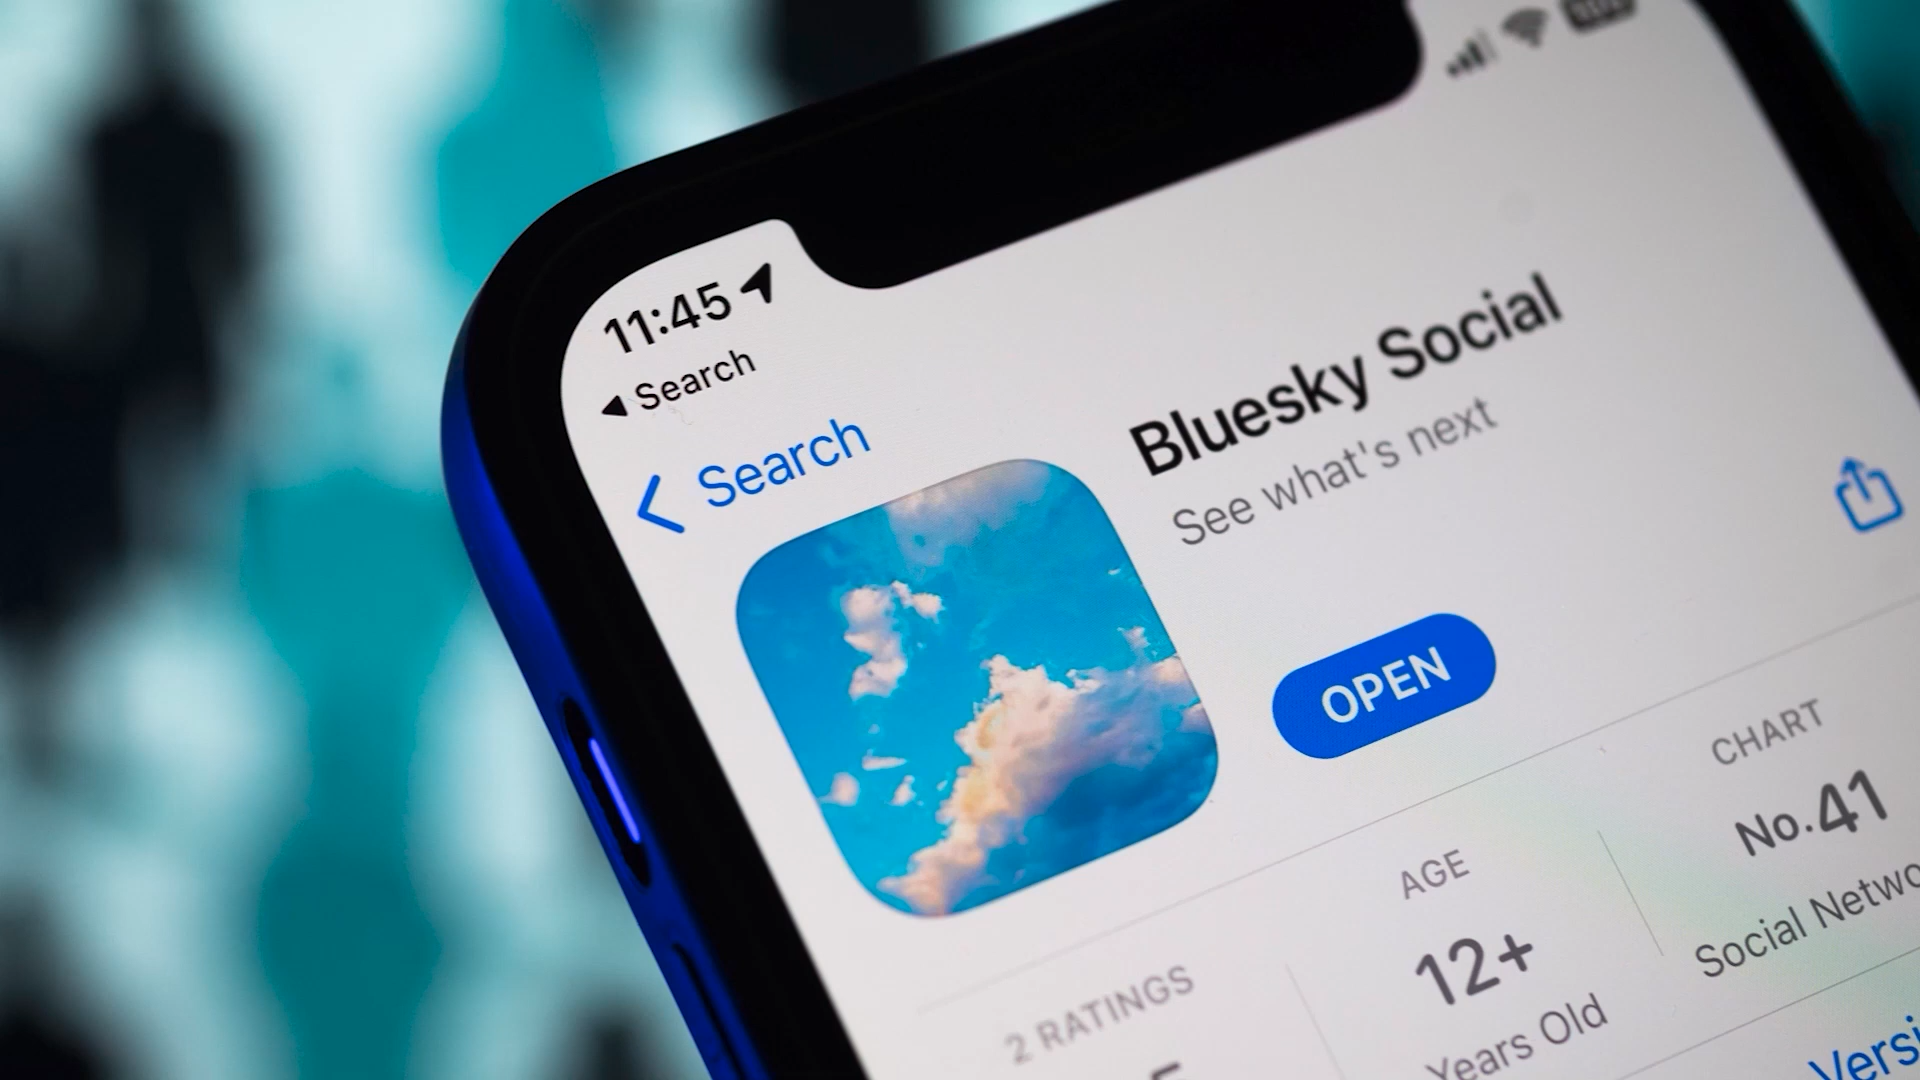 11:45
Search
Search
Bluesky Social
See what's next
OPEN
2 RATINGS
AGE
12+
Years Old
CHART
No.41
Social Netwo
Versi